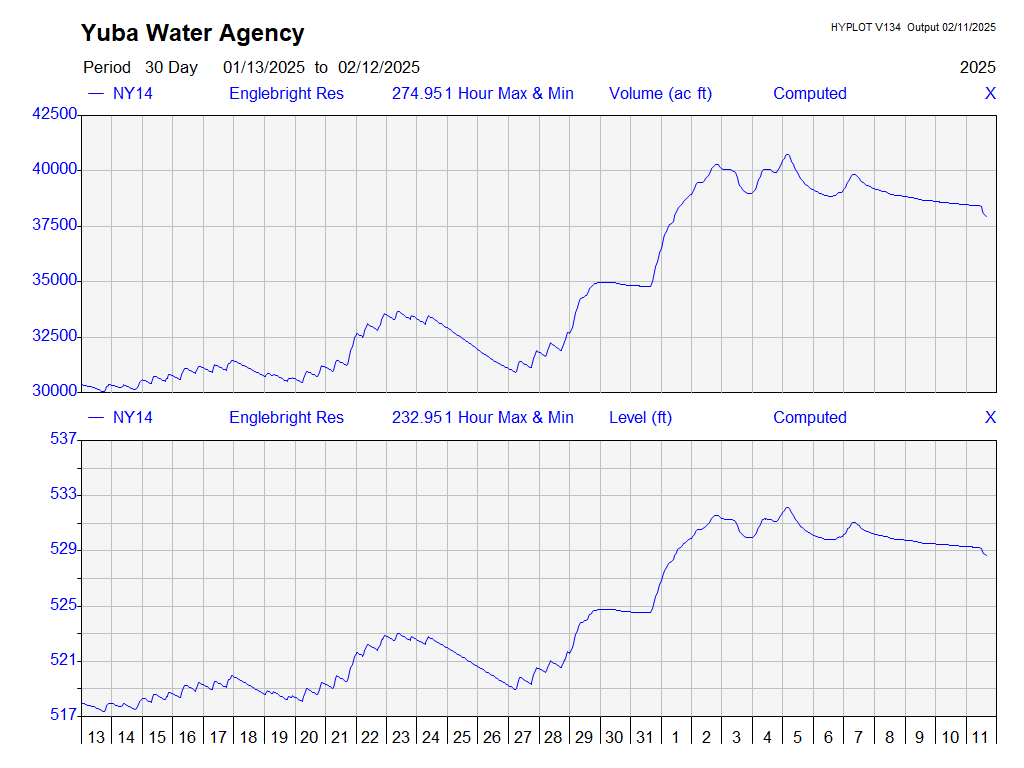 Yuba Water Agency
HYPLOT V134 Output 02/11/2025
Period 30 Day 01/13/2025 to 02/12/2025
2025
NY14 Englebright Res 274.951 Hour Max & Min Volume (ac ft) Computed X
42500
40000
37500
35000
32500
30000
NY14 Englebright Res 232.951 Hour Max & Min Level (ft) Computed X
537
533
529
525
521
517
13 14 15 16 17 18 19 20 21 22 23 24 25 26 27 28 29 30 31 1 2 3 4 5 6 7 8 9 10 11